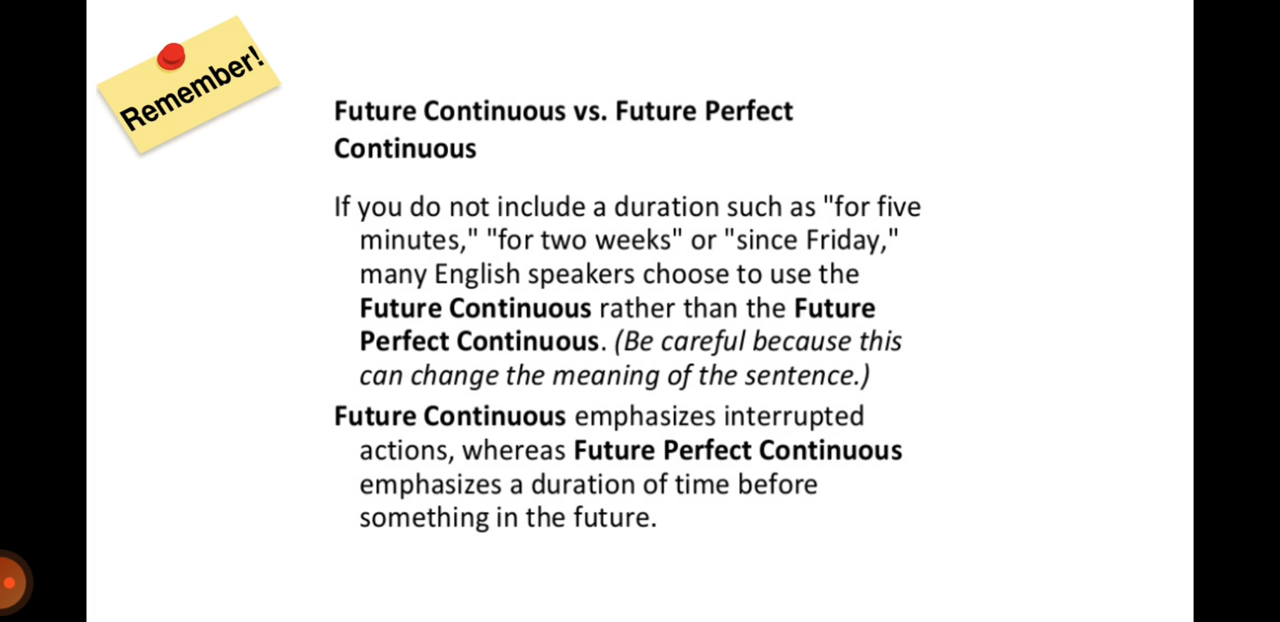 Remember!
Future Continuous vs. Future Perfect
Continuous
If you do not include a duration such as "for five
minutes," "for two weeks" or "since Friday,"
many English speakers choose to use the
Future Continuous rather than the Future
Perfect Continuous. (Be careful because this
can change the meaning of the sentence.)
Future Continuous emphasizes interrupted
actions, whereas Future Perfect Continuous
emphasizes a duration of time before
something in the future.